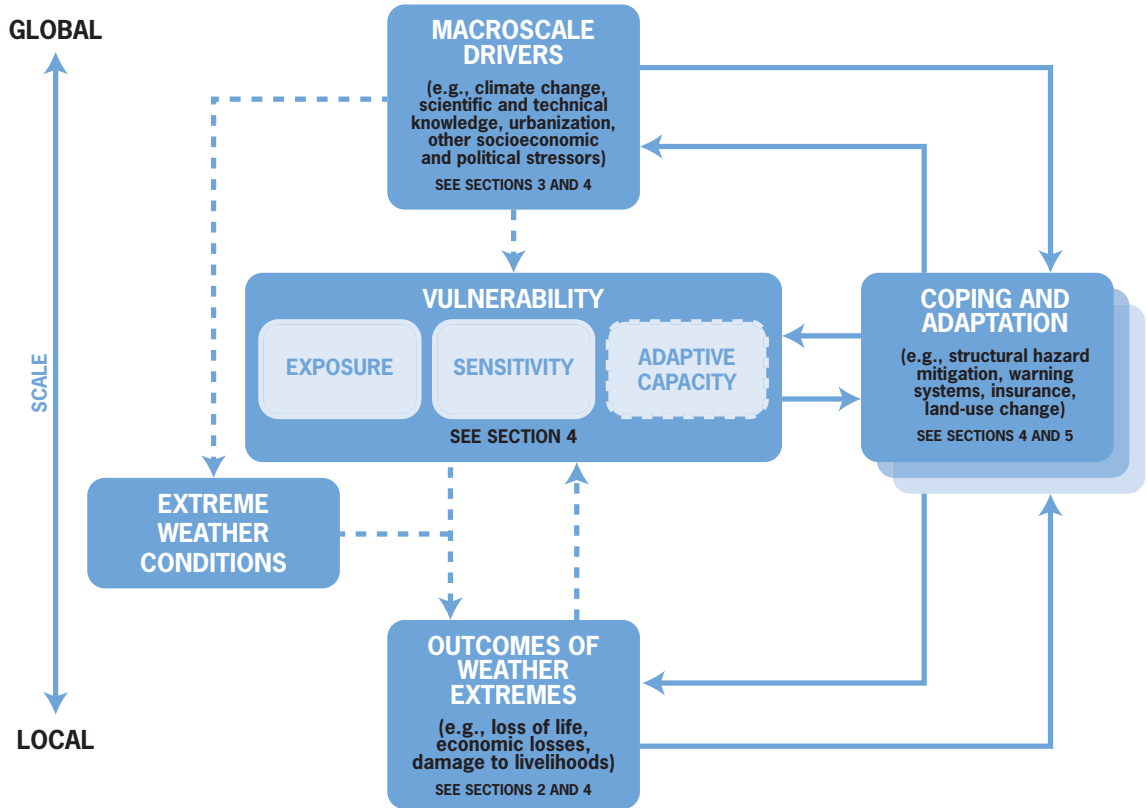 GLOBAL
MACROSCALE
DRIVERS
(e.g., climate change,
scientific and technical
knowledge, urbanization,
other socioeconomic
and political stressors)
SEE SECTIONS 3 AND 4
SCALE
VULNERABILITY
EXPOSURE
SENSITIVITY
ADAPTIVE
CAPACITY
SEE SECTION 4
COPING AND
ADAPTATION
(e.g., structural hazard
mitigation, warning
systems, insurance,
land-use change)
SEE SECTIONS 4 AND 5
EXTREME
WEATHER
CONDITIONS
OUTCOMES OF
WEATHER
EXTREMES
(e.g., loss of life,
economic losses,
damage to livelihoods)
SEE SECTIONS 2 AND 4
LOCAL